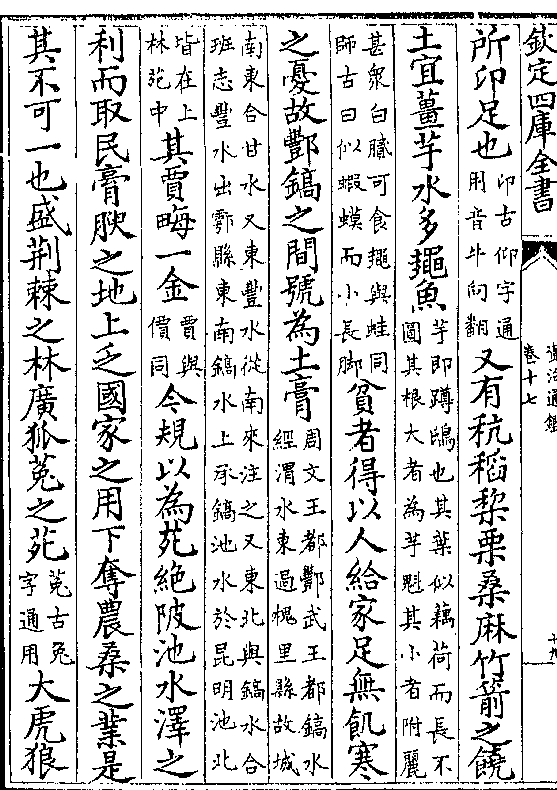 欽定四庫全書
資治通鑑
卷十七
十九
所卬足也卬古仰字通用音牛向翻又有秔稻棃栗桑麻竹箭之饒
土宜薑芋水多䵷魚芋即蹲鴟也其葉似藕荷而長不圓其根大者為芋魁其小者附麗
甚衆白膩可食䵷與蛙同師古曰似蝦蟆而小長脚貧者得以人給家足無飢寒
之憂故酆鎬之間號為土膏周文王都酆武王都鎬水經渭水東過槐里縣故城
南東合甘水又東豐水從南來注之又東北與鎬水合班志豐水出鄠縣東南鎬水上承鎬池水於昆明池北
皆在上林苑中其賈畮一金賈與價同今規以為苑絶陂池水澤之
利而取民膏腴之地上乏國家之用下奪農桑之業是
其不可一也盛荆棘之林廣狐菟之苑菟古兔字通用大虎狼